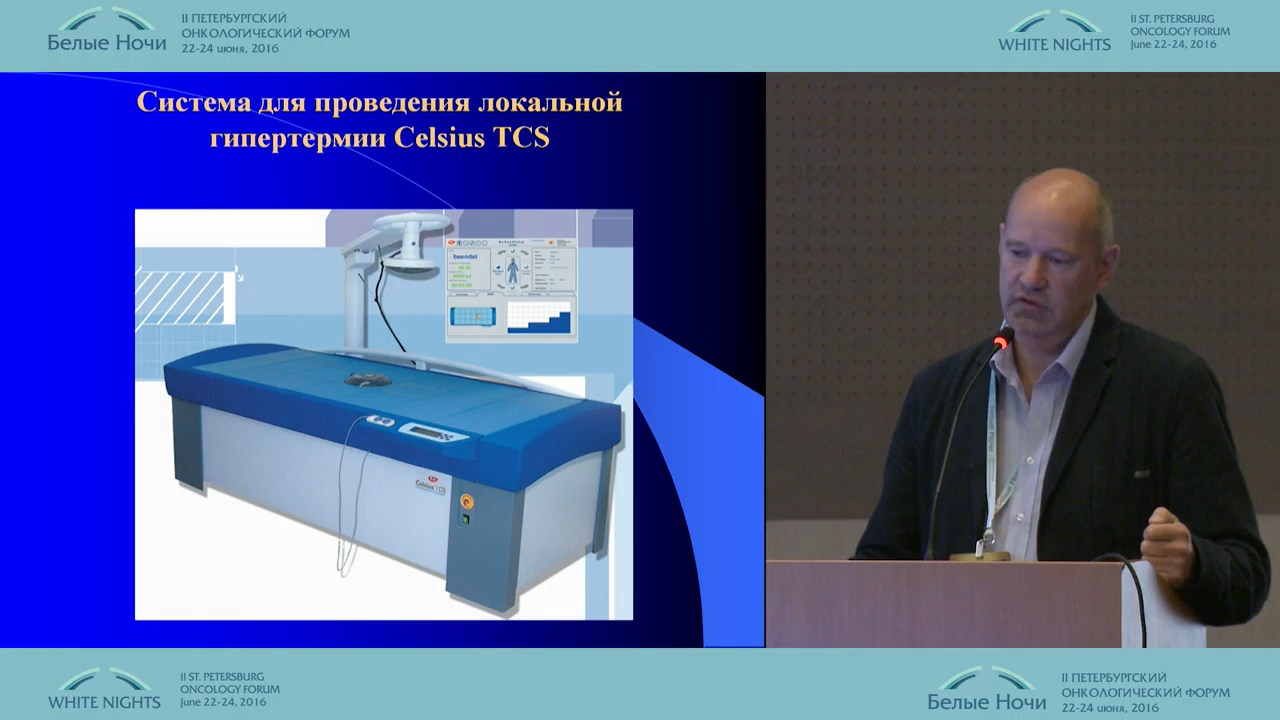 Белые Ночи
II ПЕТЕРБУРГСКИЙ
ОНКОЛОГИЧЕСКИЙ ФОРУМ
22-24 июня, 2016
WHITE NIGHTS
II ST. PETERSBURG
ONCOLOGY FORUM
June 22-24, 2016
Система для проведения локальной
гипертермии Celsius TCS
beendet
Celsius TCS
WHITE NIGHTS
II ST. PETERSBURG
ONCOLOGY FORUM
June 22-24, 2016
Белые Ночи
II ПЕТЕРБУРГСКИЙ
ОНКОЛОГИЧЕСКИЙ ФОРУМ
22-24 июня, 2016